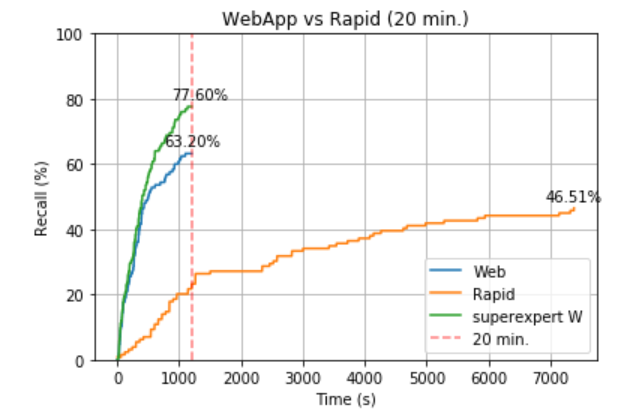 WebApp vs Rapid (20 min.)
100
80
60
40
20
0
Recall (%)
77.60%
63.20%
46.51%
Web
Rapid
superexpert W
20 min.
0 1000 2000 3000 4000 5000 6000 7000
Time (s)